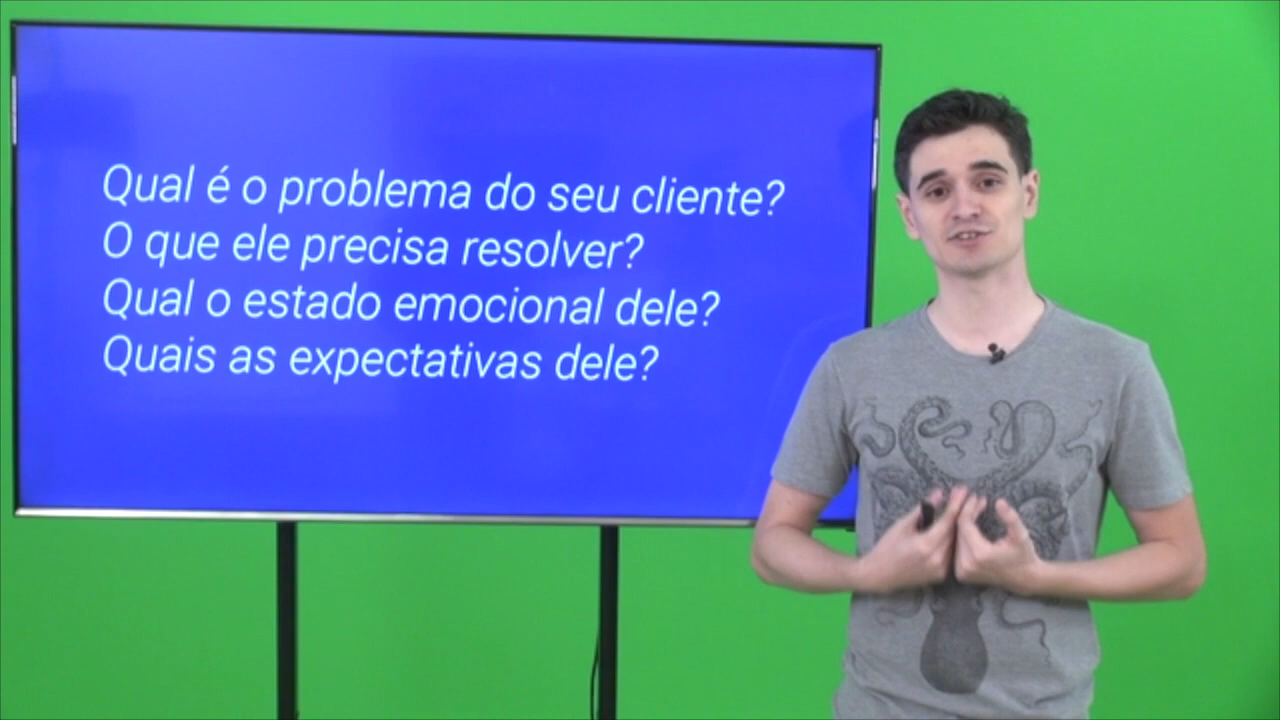 Qual é o problema do seu cliente?
O que ele precisa resolver?
Qual o estado emocional dele?
Quais as expectativas dele?